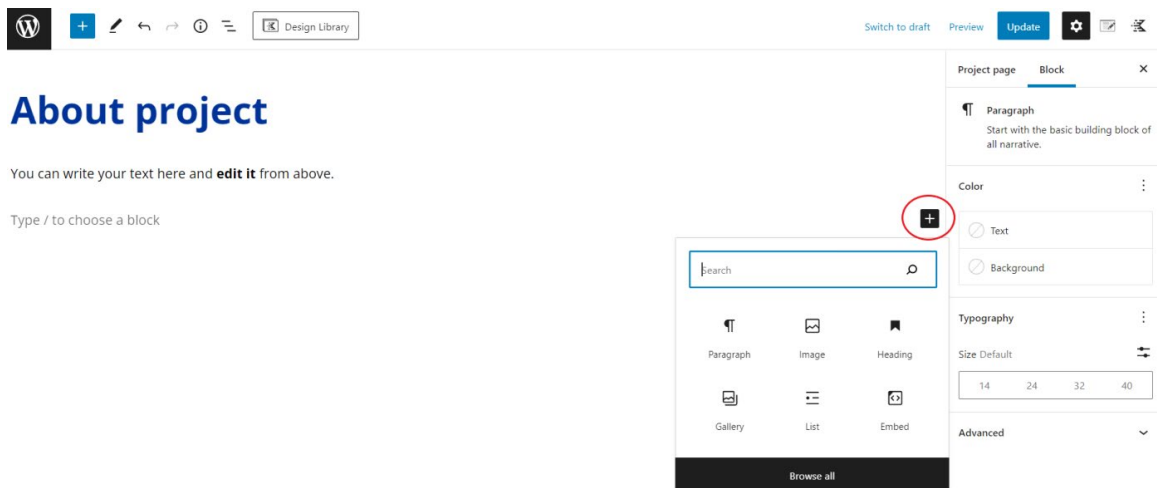 Design Library
Switch to draft
Preview
Update
Project page
Block
About project
Paragraph
Start with the basic building block of
all narrative.
You can write your text here and edit it from above.
Color
Type / to choose a block
Text
Search
Background
Paragraph
Image
Heading
Typography
Size Default
14 24 32 40
Gallery
List
Embed
Advanced
Browse all